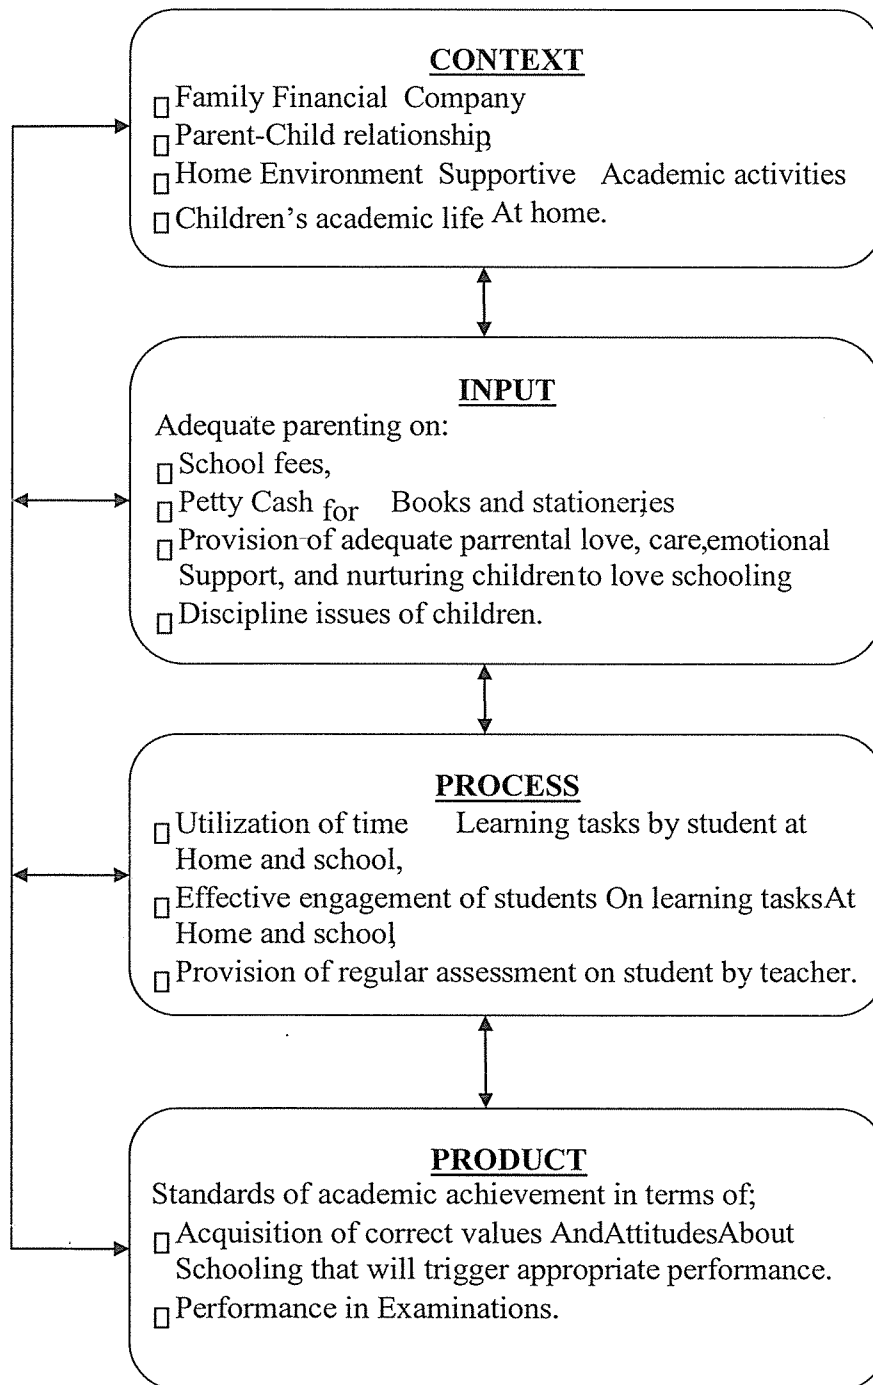 CONTEXT
Family Financial Company
Parent-Child relationship,
Home Environment Supportive Academic activities
Children's academic life At home.
INPUT
Adequate parenting on:
School fees,
Petty Cash for Books and stationeries
Provision of adequate parrental love, care,emotional
Support, and nurturing children to love schooling
Discipline issues of children.
PROCESS
Utilization of time Learning tasks by student at
Home and school,
Effective engagement of students On learning tasksAt
Home and school,
Provision of regular assessment on student by teacher.
PRODUCT
Standards of academic achievement in terms of;
Acquisition of correct values AndAttitudesAbout
Schooling that will trigger appropriate performance.
Performance in Examinations.